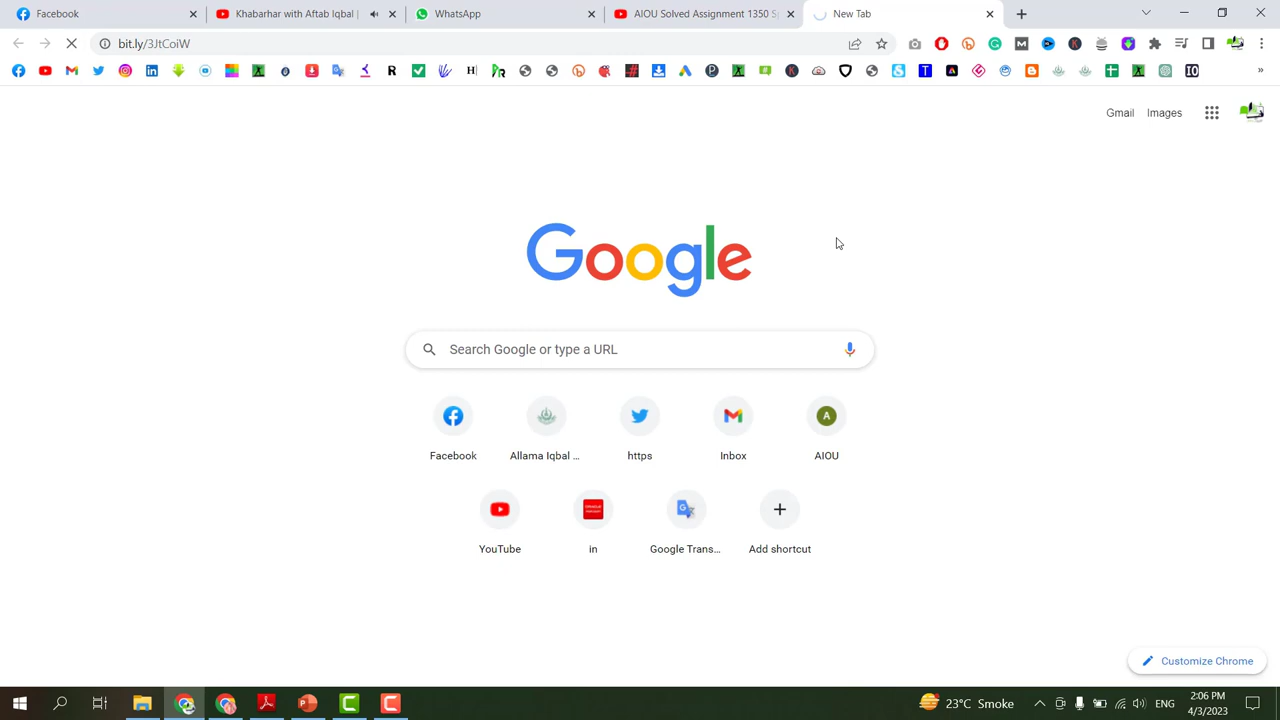 Facebook
Khabarhar with Aftab Iqbal |
WhatsApp
AIOU Solved Assignment 1350 Sp
New Tab
bit.ly/3JtCoiW
Gmail
Images
Google
Search Google or type a URL
Facebook
Allama Iqbal ...
https
Inbox
A
AIOU
YouTube
in
Google Trans...
Add shortcut
Customize Chrome
23°C Smoke
ENG
2:06 PM
4/3/2023